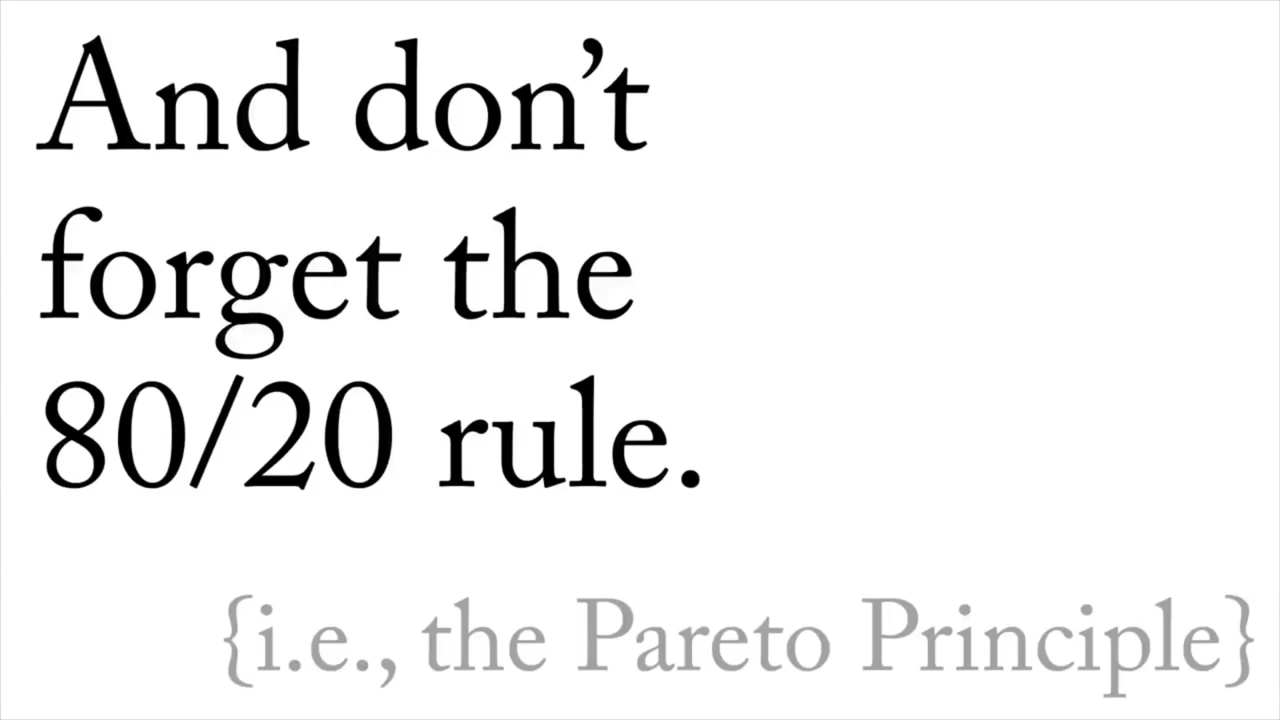 And don’t
forget the
80/20 rule.
{i.e., the Pareto Principle}